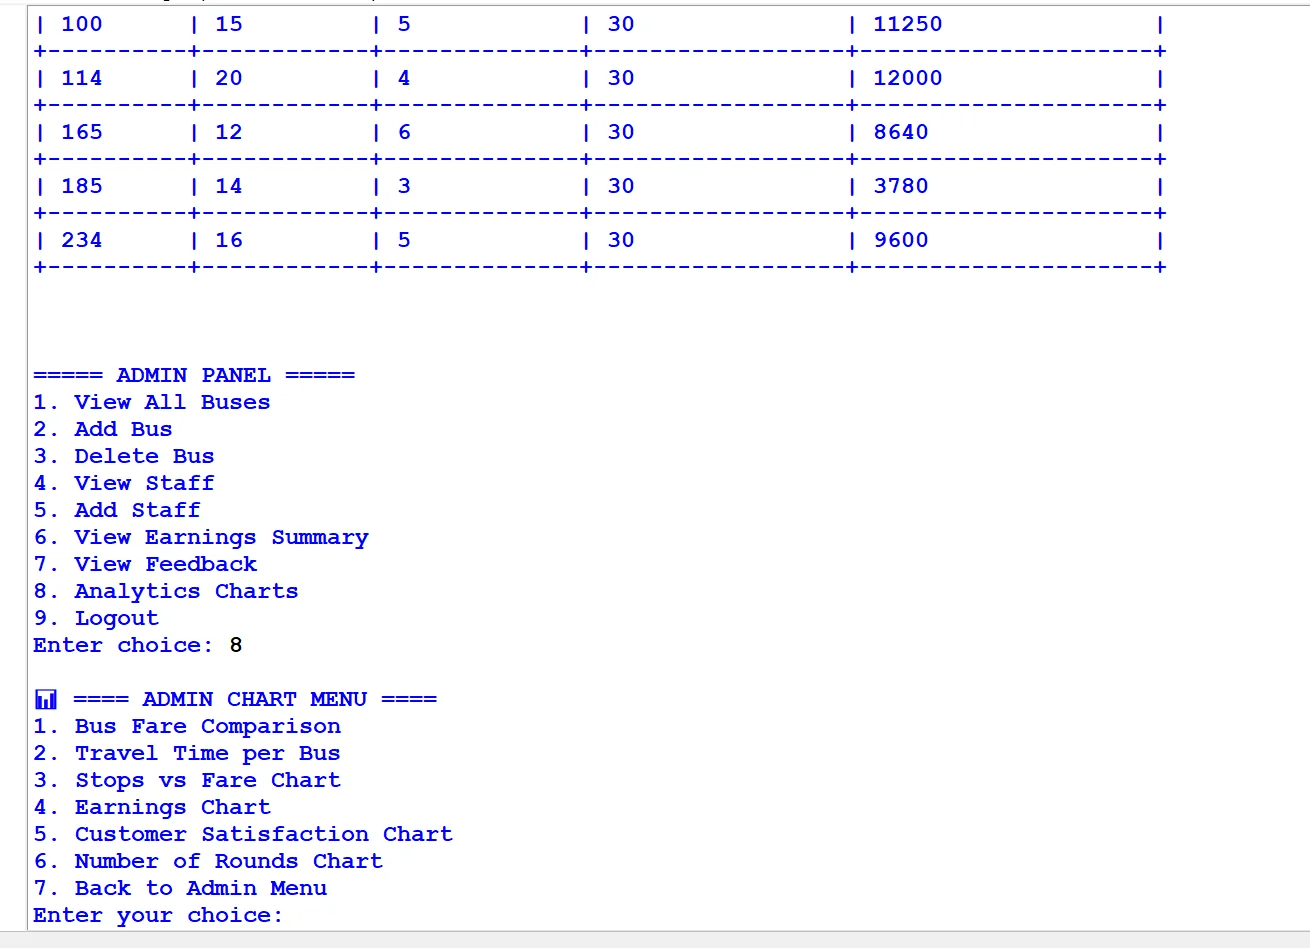 | 100 | 15 | 5 | 30 | 11250 |
+----------+------------+--------------+------------------+---------------------+
| 114 | 20 | 4 | 30 | 12000 |
+----------+------------+--------------+------------------+---------------------+
| 165 | 12 | 6 | 30 | 8640 |
+----------+------------+--------------+------------------+---------------------+
| 185 | 14 | 3 | 30 | 3780 |
+----------+------------+--------------+------------------+---------------------+
| 234 | 16 | 5 | 30 | 9600 |
+----------+------------+--------------+------------------+---------------------+
===== ADMIN PANEL =====
1. View All Buses
2. Add Bus
3. Delete Bus
4. View Staff
5. Add Staff
6. View Earnings Summary
7. View Feedback
8. Analytics Charts
9. Logout
Enter choice: 8
📊 ==== ADMIN CHART MENU ====
1. Bus Fare Comparison
2. Travel Time per Bus
3. Stops vs Fare Chart
4. Earnings Chart
5. Customer Satisfaction Chart
6. Number of Rounds Chart
7. Back to Admin Menu
Enter your choice: